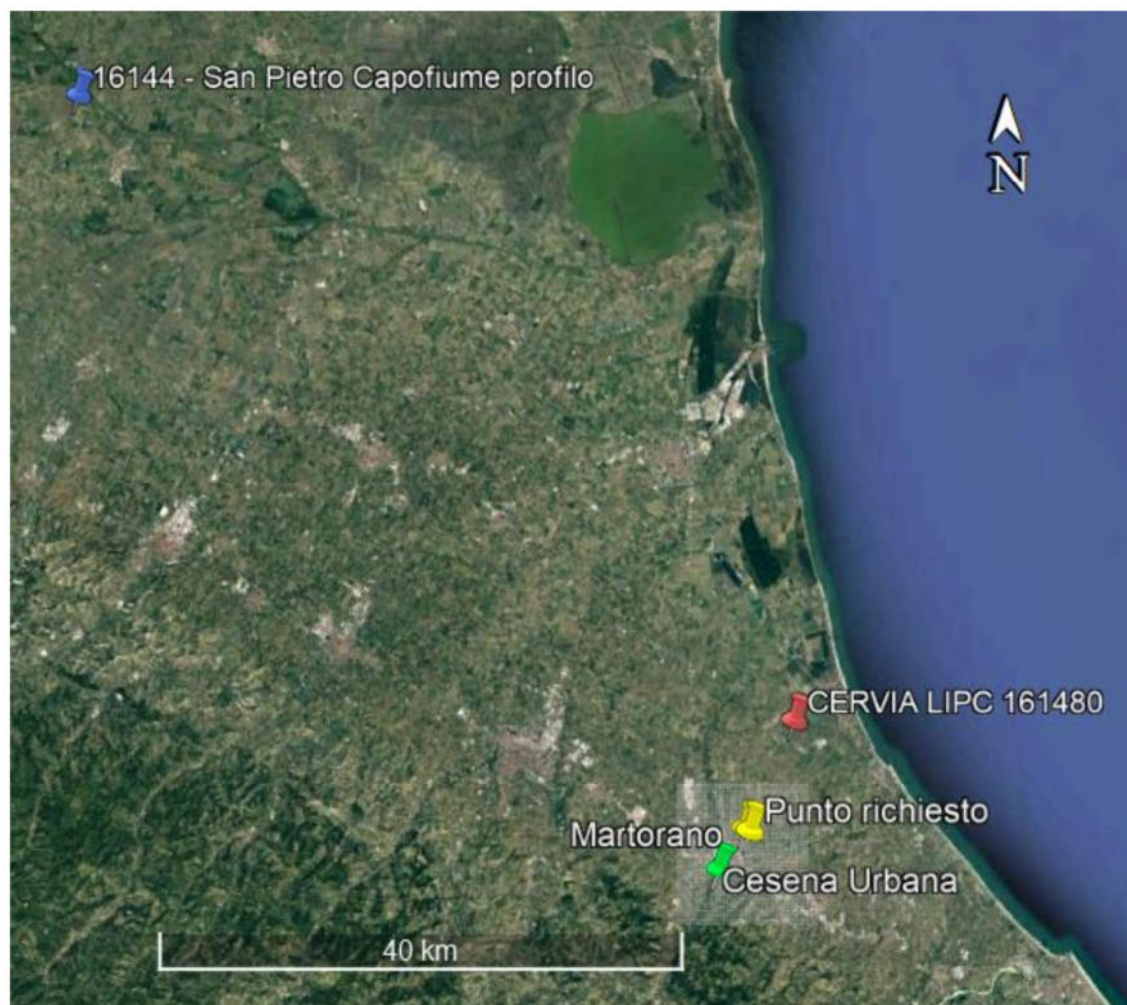 16144 - San Pietro Capofiume profilo
N
CERVIA LIPC 161480
Punto richiesto
Martorano
Cesena Urbana
40 km